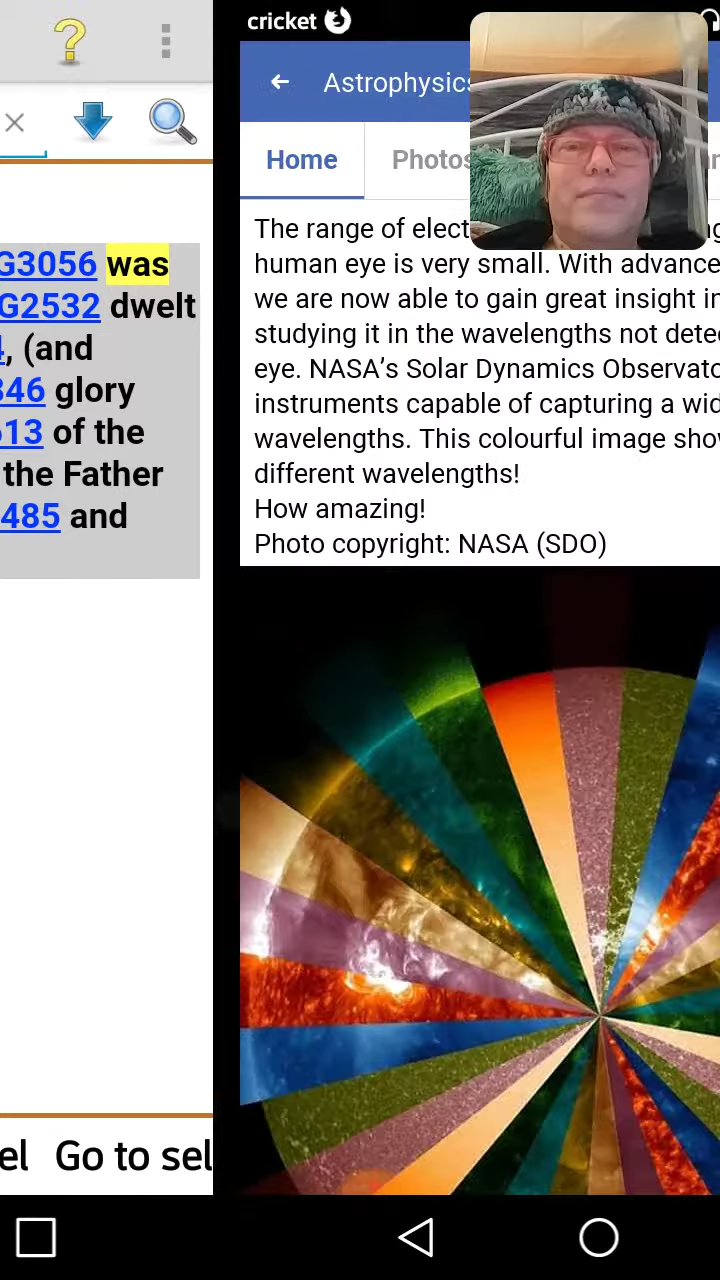 cricket
Astrophysics
Home
Photos
G3056 was
G2532 dwelt
, (and
346 glory
of the
the Father
485 and
The range of elect
human eye is very small. With advance
we are now able to gain great insight in
studying it in the wavelengths not dete
eye. NASA’s Solar Dynamics Observato
instruments capable of capturing a wid
wavelengths. This colourful image sho
different wavelengths!
How amazing!
Photo copyright: NASA (SDO)
el Go to sel